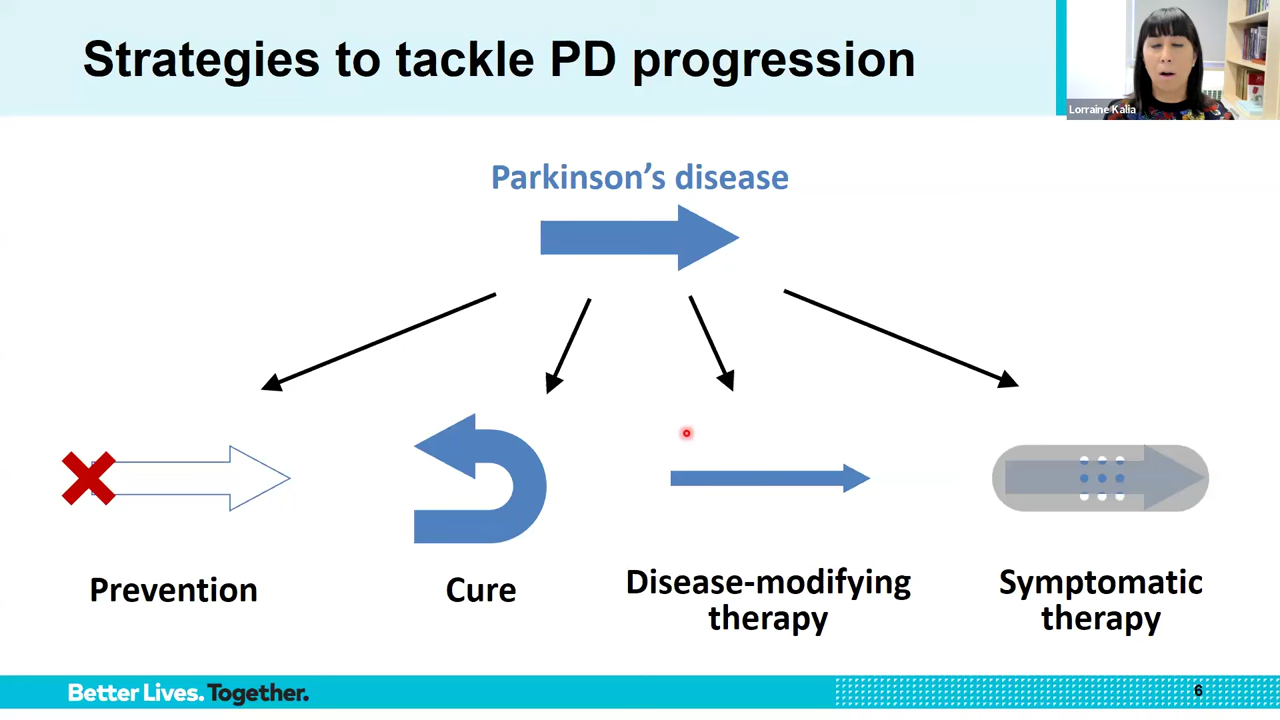 Strategies to tackle PD progression
Lorraine Kalia
Parkinson's disease
Prevention
Cure
Disease-modifying
therapy
Symptomatic
therapy
Better Lives. Together.
6